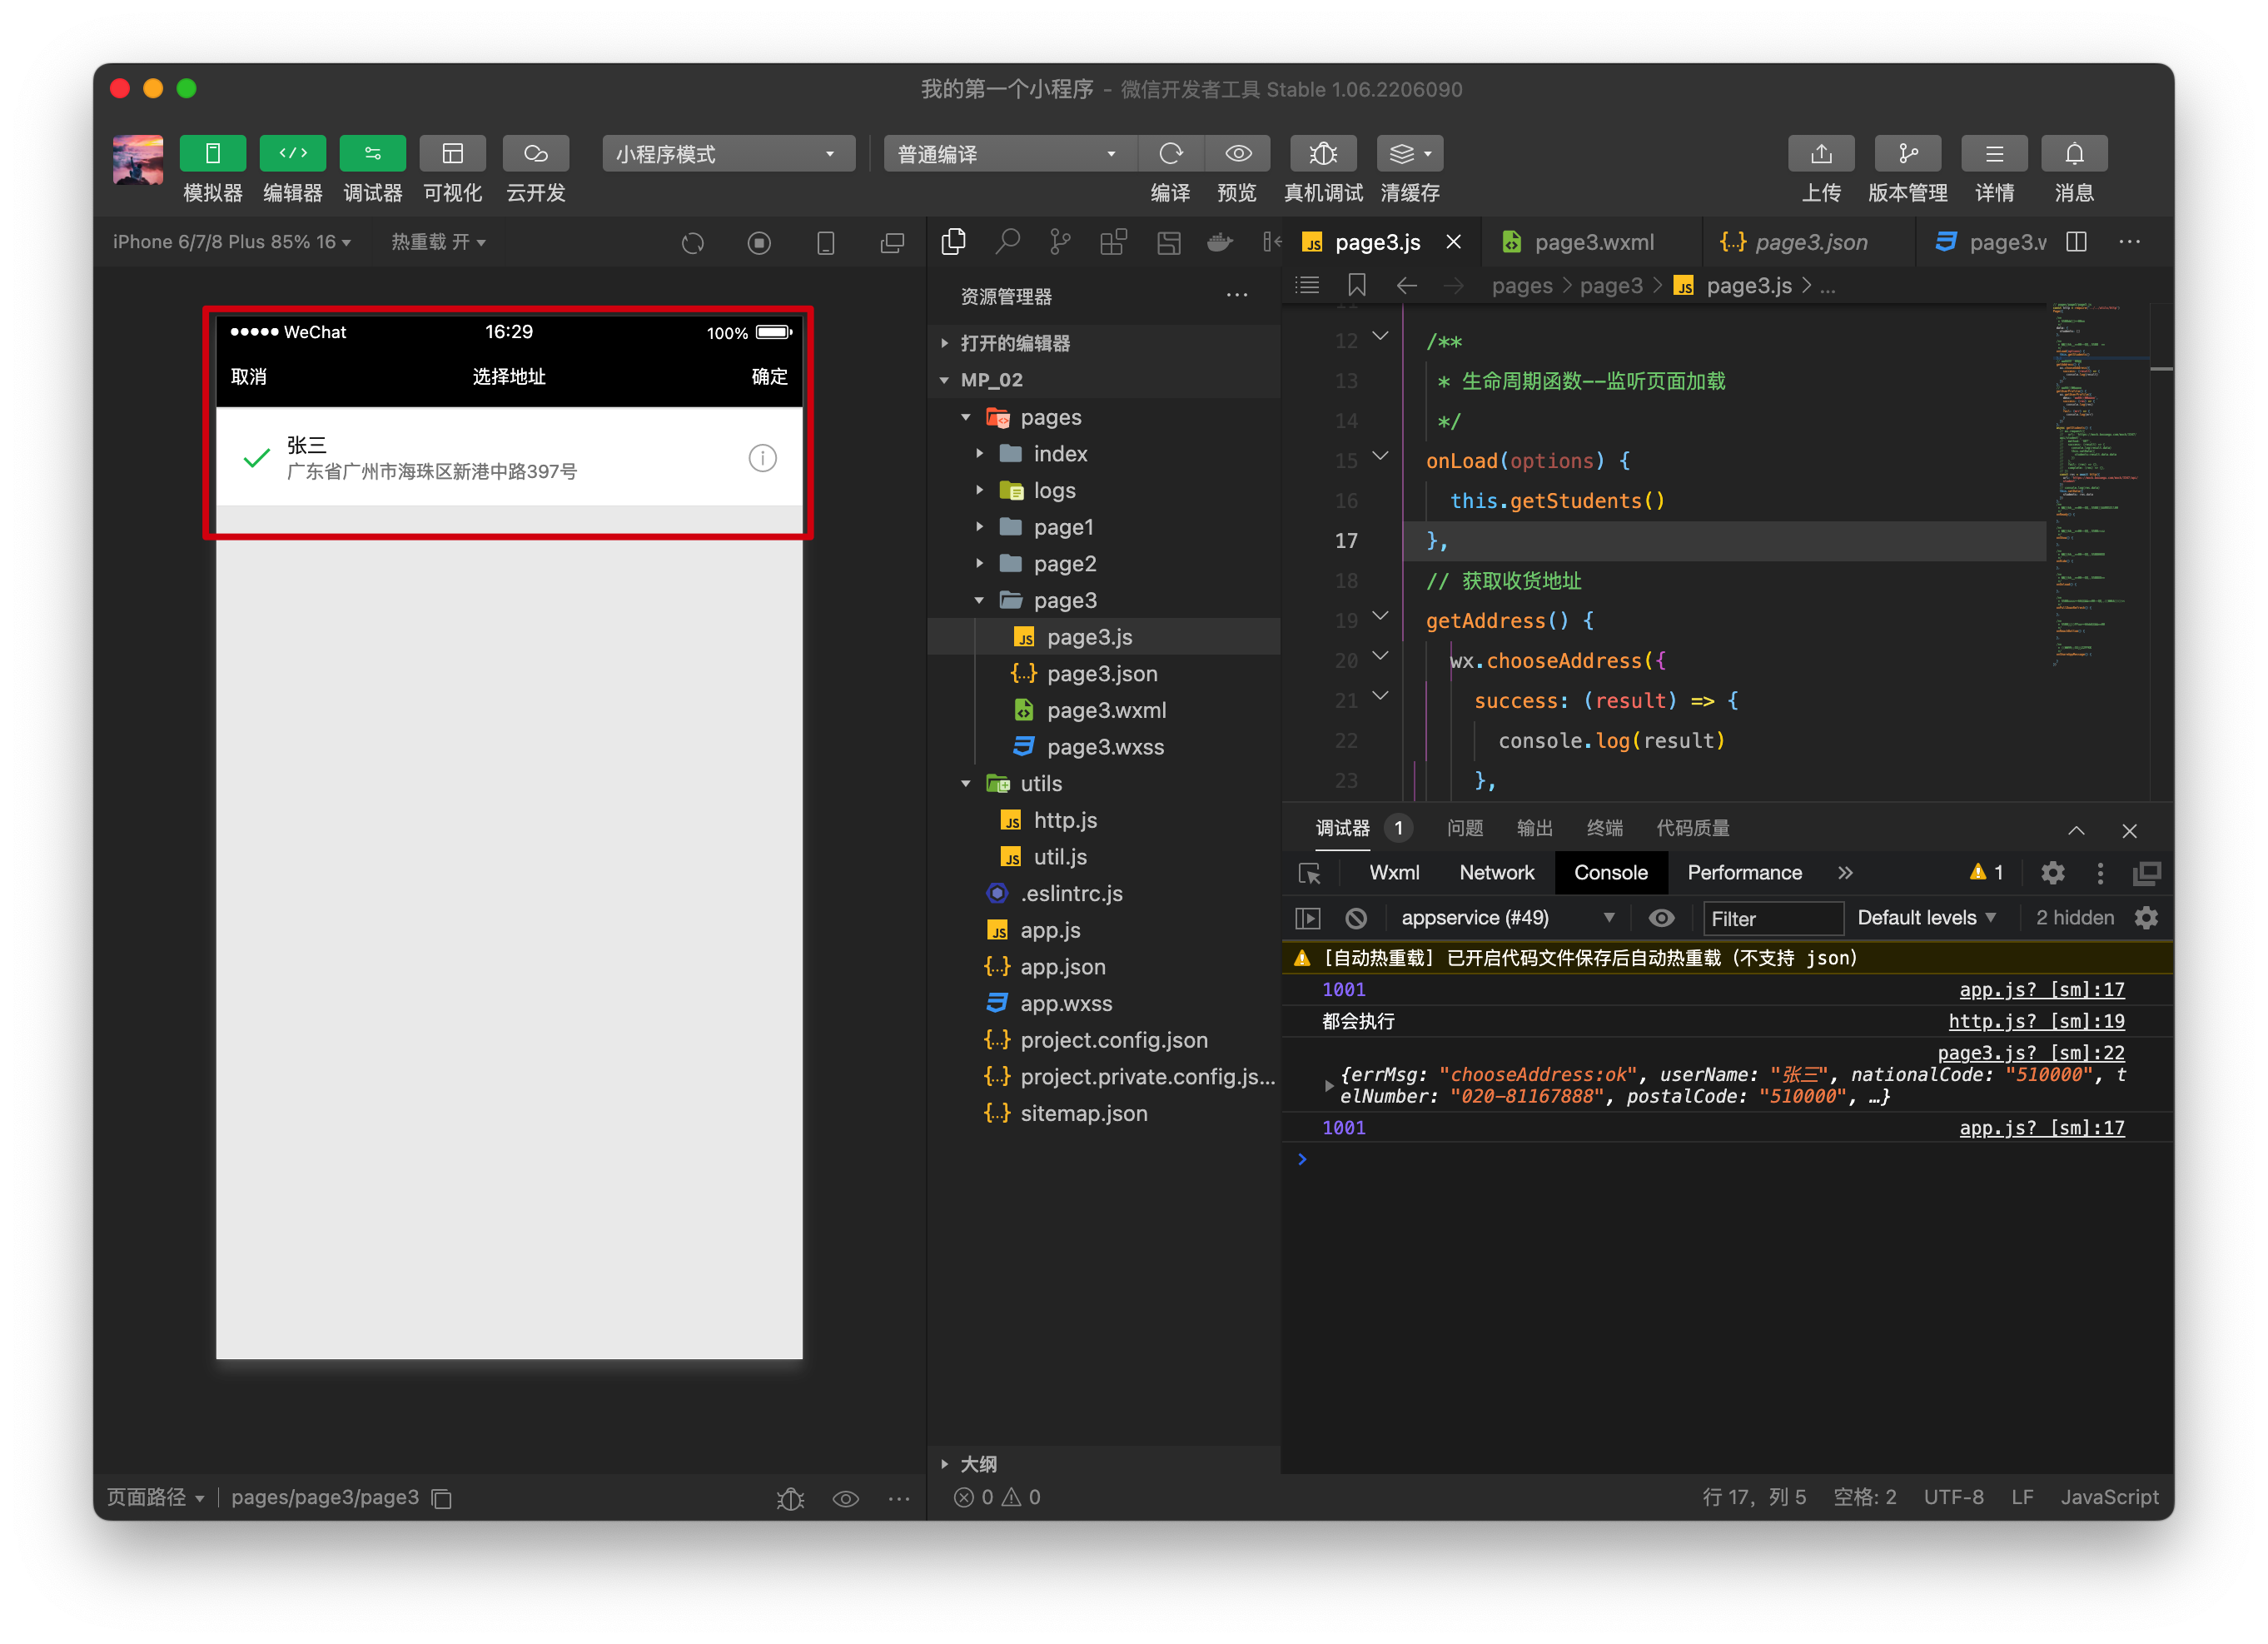 我的第一个小程序 - 微信开发者工具 Stable 1.06.2206090
模拟器 编辑器 调试器 可视化 云开发
小程序模式 普通编译
编译 预览 真机调试 清缓存
上传 版本管理 详情 消息
iPhone 6/7/8 Plus 85% 16 热重载 开
WeChat 16:29 100%
取消 选择地址 确定
张三
广东省广州市海珠区新港中路397号
页面路径 pages/page3/page3
资源管理器
打开的编辑器
MP_02
pages
index
logs
page1
page2
page3
page3.js
page3.json
page3.wxml
page3.wxss
utils
http.js
util.js
.eslintrc.js
app.js
app.json
app.wxss
project.config.json
project.private.config.js...
sitemap.json
大纲
0 0
page3.js page3.wxml page3.json page3.w
pages > page3 > page3.js > ...
12 /**
13 * 生命周期函数--监听页面加载
14 */
15 onLoad(options) {
16 this.getStudents()
17 },
18 // 获取收货地址
19 getAddress() {
20 wx.chooseAddress({
21 success: (result) => {
22 console.log(result)
23 },
调试器 1 问题 输出 终端 代码质量
Wxml Network Console Performance 1
appservice (#49) Filter Default levels 2 hidden
[自动热重载] 已开启代码文件保存后自动热重载（不支持 json）
1001 app.js? [sm]:17
都会执行 http.js? [sm]:19
page3.js? [sm]:22
{errMsg: "chooseAddress:ok", userName: "张三", nationalCode: "510000", t
elNumber: "020-81167888", postalCode: "510000", …}
1001 app.js? [sm]:17
行 17，列 5 空格: 2 UTF-8 LF JavaScript